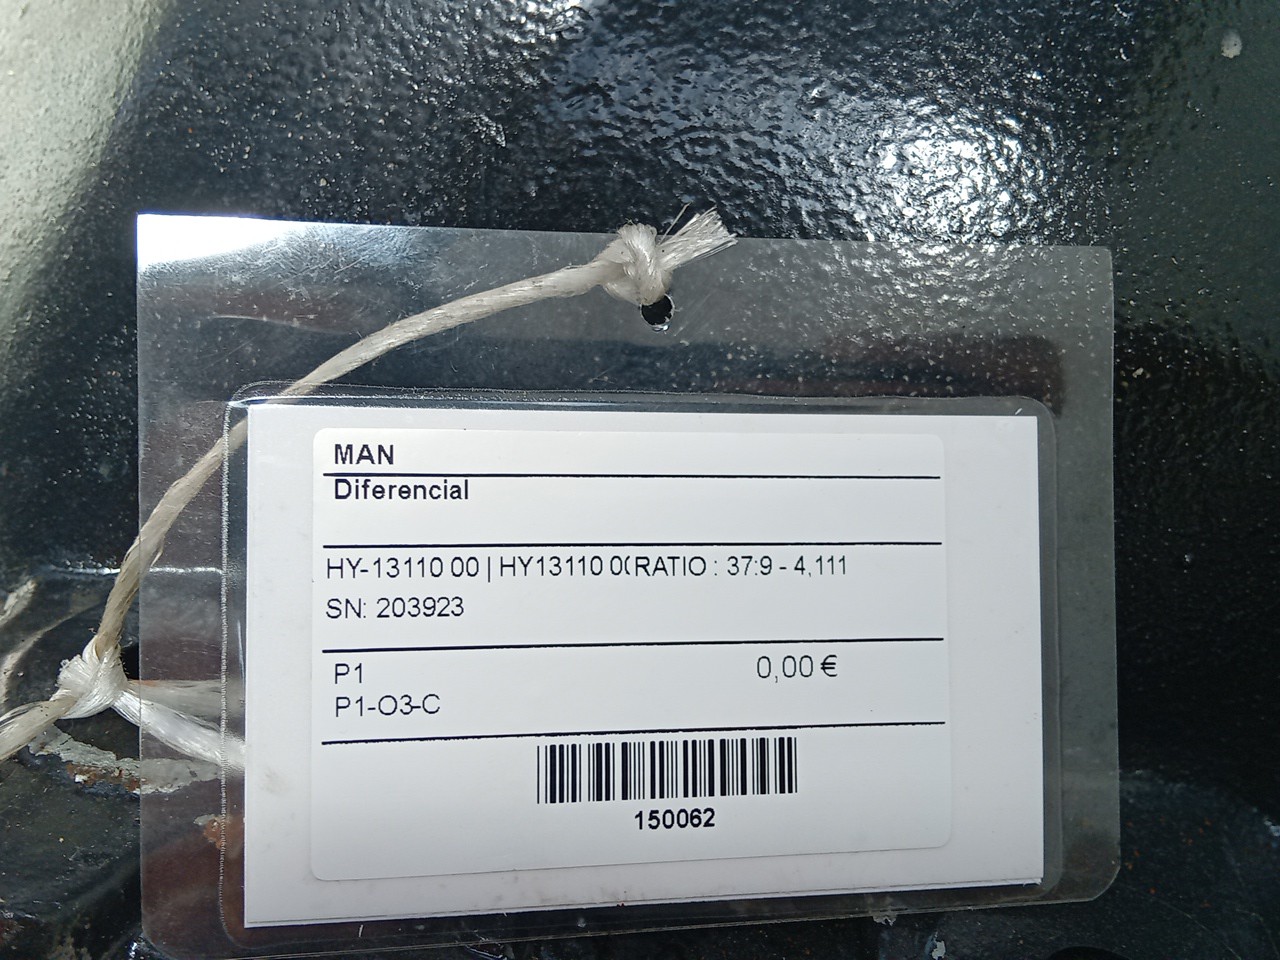 MAN
Diferencial
HY-13110 00 | HY13110 0(RATIO : 37:9 - 4,111
SN: 203923
P1 0,00 €
P1-O3-C
150062